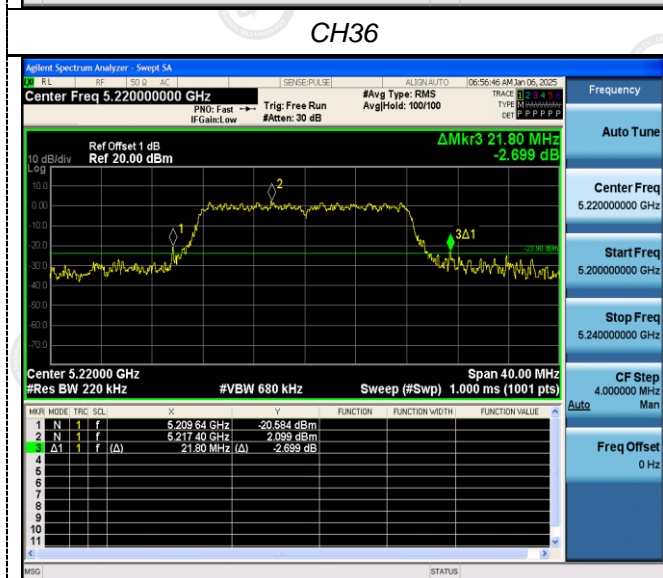 CH36
Agilent Spectrum Analyzer - Swept SA
RL RF 50 Ω AC SENSE:PULSE ALIGNAUTO 06:56:46 AM Jan 06, 2025
Center Freq 5.220000000 GHz #Avg Type: RMS TRACE 1 2 3 4 5 6
PNO: Fast Trig: Free Run Avg|Hold: 100/100 TYPE M
IFGain:Low #Atten: 30 dB DET P P P P P P
ΔMkr3 21.80 MHz
Ref Offset 1 dB
10 dB/div Ref 20.00 dBm -2.699 dB
Log
10.0
0.00
-10.0
-20.0
-30.0
-40.0
-70.0
1
2
3Δ1
-23.90 dBm
Center 5.22000 GHz Span 40.00 MHz
#Res BW 220 kHz #VBW 680 kHz Sweep (#Swp) 1.000 ms (1001 pts)
MKR MODE TRC SCL X Y FUNCTION FUNCTION WIDTH FUNCTION VALUE
1 N 1 f 5.209 64 GHz -20.584 dBm
2 N 1 f 5.217 40 GHz 2.099 dBm
3 Δ1 1 f (Δ) 21.80 MHz (Δ) -2.699 dB
4
5
6
7
8
9
10
11
MSG STATUS
Frequency
Auto Tune
Center Freq
5.220000000 GHz
Start Freq
5.200000000 GHz
Stop Freq
5.240000000 GHz
CF Step
4.000000 MHz
Auto Man
Freq Offset
0 Hz